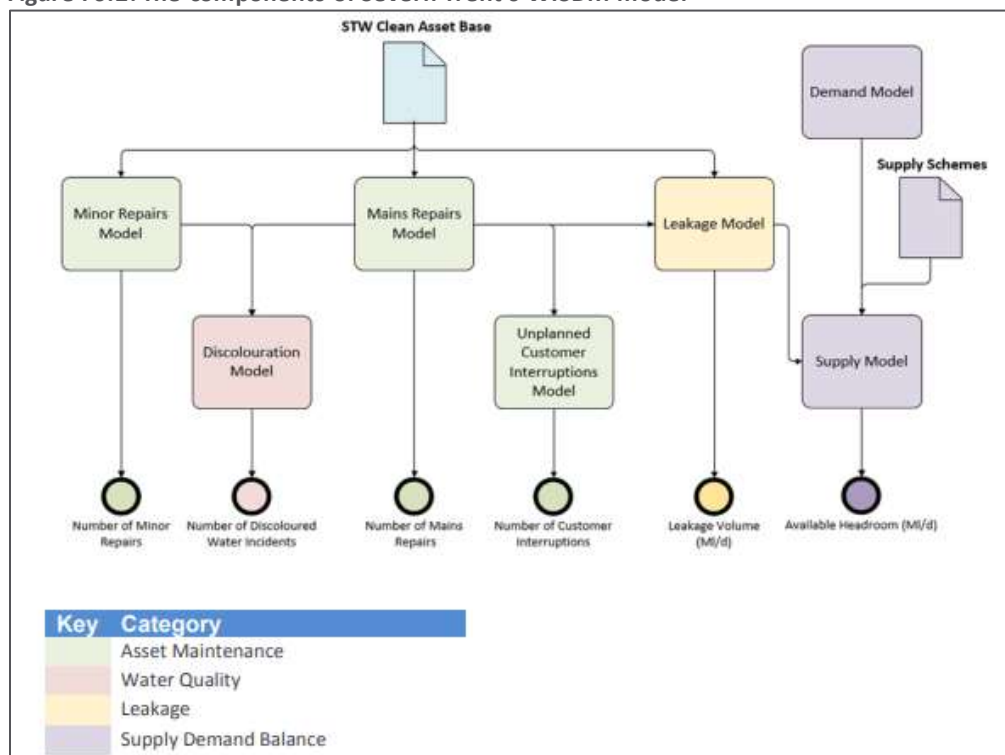 STW Clean Asset Base
Demand Model
Supply Schemes
Minor Repairs
Model
Mains Repairs
Model
Leakage Model
Discolouration
Model
Unplanned
Customer
Interruptions
Model
Supply Model
Number of Minor
Repairs
Number of Discoloured
Water Incidents
Number of Mains
Repairs
Number of Customer
Interruptions
Leakage Volume
(Ml/d)
Available Headroom (Ml/d)
Key Category
Asset Maintenance
Water Quality
Leakage
Supply Demand Balance